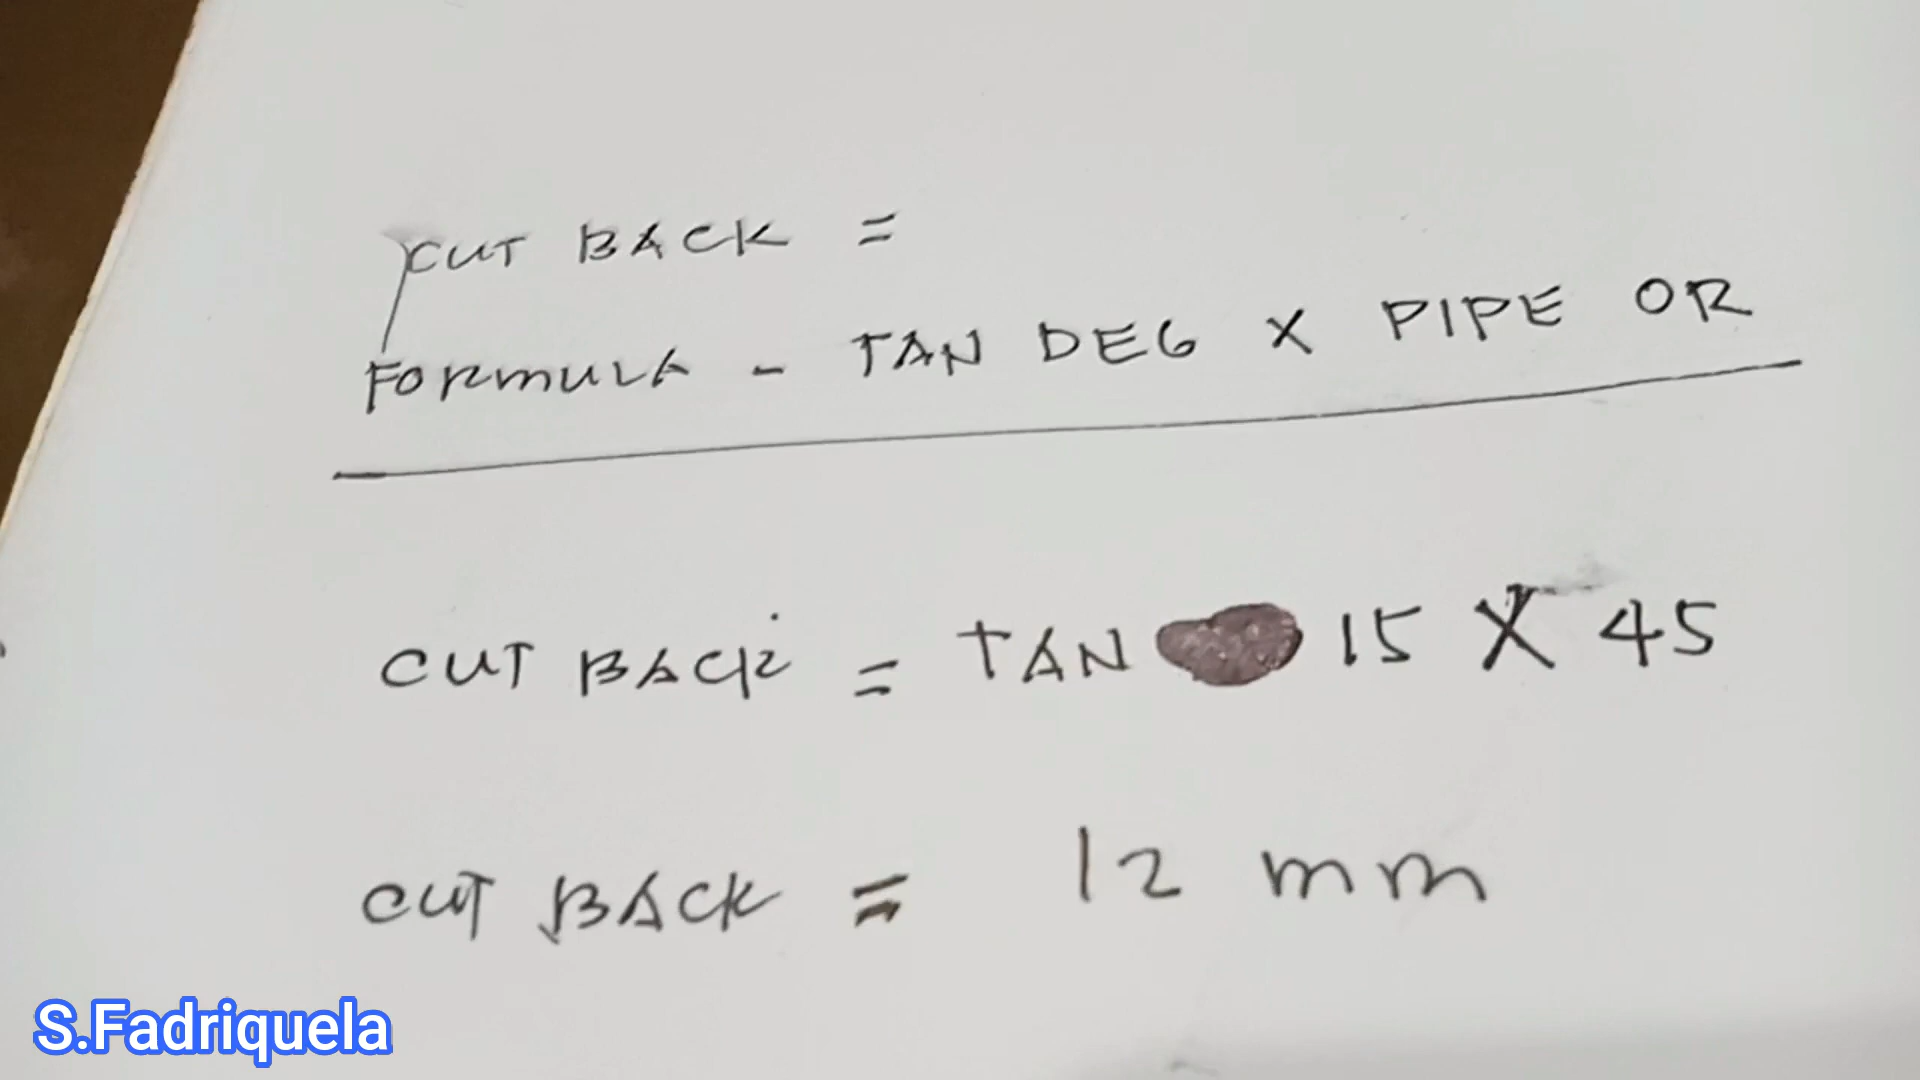 CUT BACK =
FORMULA - TAN DEG X PIPE OR
CUT BACK = TAN 15 X 45
CUT BACK = 12 mm
S.Fadriquela